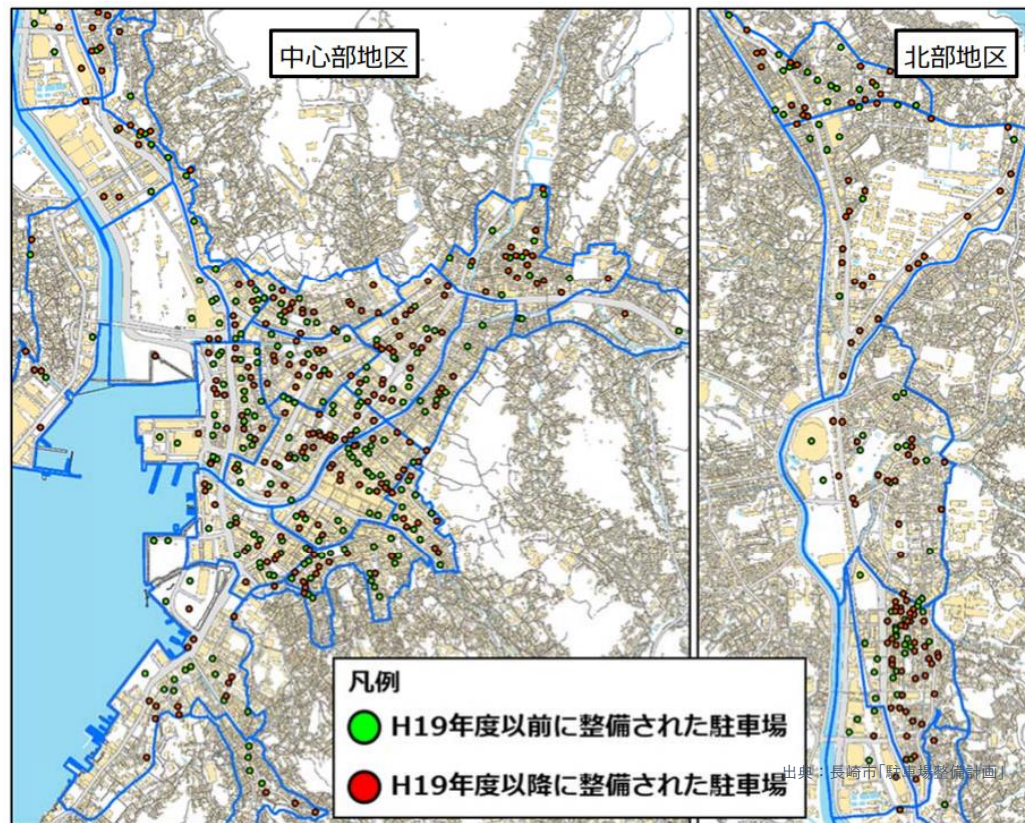 中心部地区
北部地区
凡例
H19年度以前に整備された駐車場
H19年度以降に整備された駐車場
出典：長崎市「駐車場整備計画」